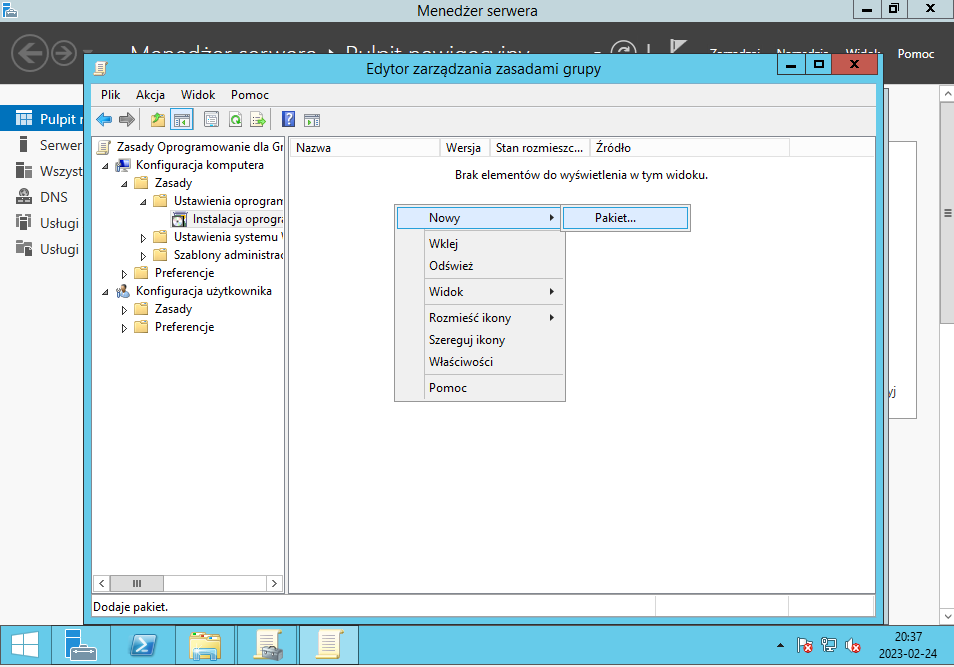 Menedżer serwera
Menedżer serwera
Pulpit nawigacyjny
Zarządzaj
Narzędzia
Widok
Pomoc
Edytor zarządzania zasadami grupy
Plik Akcja Widok Pomoc
Pulpit
Serwer
Wszyst
DNS
Usługi
Usługi
Zasady Oprogramowanie dla Gr
Konfiguracja komputera
Zasady
Ustawienia oprogram
Instalacja oprogra
Ustawienia systemu
Szablony administrac
Preferencje
Konfiguracja użytkownika
Zasady
Preferencje
Nazwa Wersja Stan rozmieszc... Źródło
Brak elementów do wyświetlenia w tym widoku.
Nowy
Pakiet...
Wklej
Odśwież
Widok
Rozmieść ikony
Szereguj ikony
Właściwości
Pomoc
Dodaje pakiet.
20:37
2023-02-24